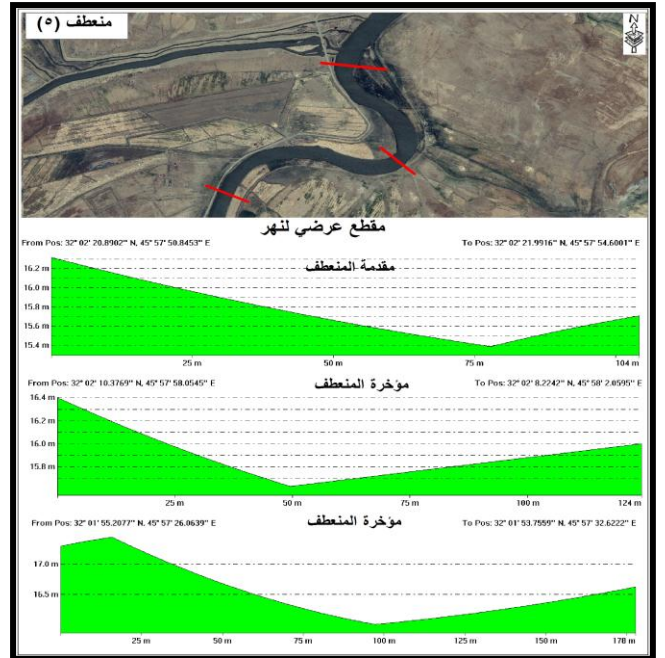 منعطف (٥)
N
مقطع عرضي لنهر
From Pos: 32° 02' 20.8902" N, 45° 57' 50.8453" E
To Pos: 32° 02' 21.9916" N, 45° 57' 54.6001" E
مقدمة المنعطف
16.2 m
16.0 m
15.8 m
15.6 m
15.4 m
25 m
50 m
75 m
104 m
From Pos: 32° 02' 10.3769" N, 45° 57' 58.0545" E
مؤخرة المنعطف
To Pos: 32° 02' 8.2242" N, 45° 58' 2.0595" E
16.4 m
16.2 m
16.0 m
15.8 m
25 m
50 m
75 m
100 m
124 m
From Pos: 32° 01' 55.2077" N, 45° 57' 26.0639" E
مؤخرة المنعطف
To Pos: 32° 01' 53.7559" N, 45° 57' 32.6222" E
17.0 m
16.5 m
25 m
50 m
75 m
100 m
125 m
150 m
178 m